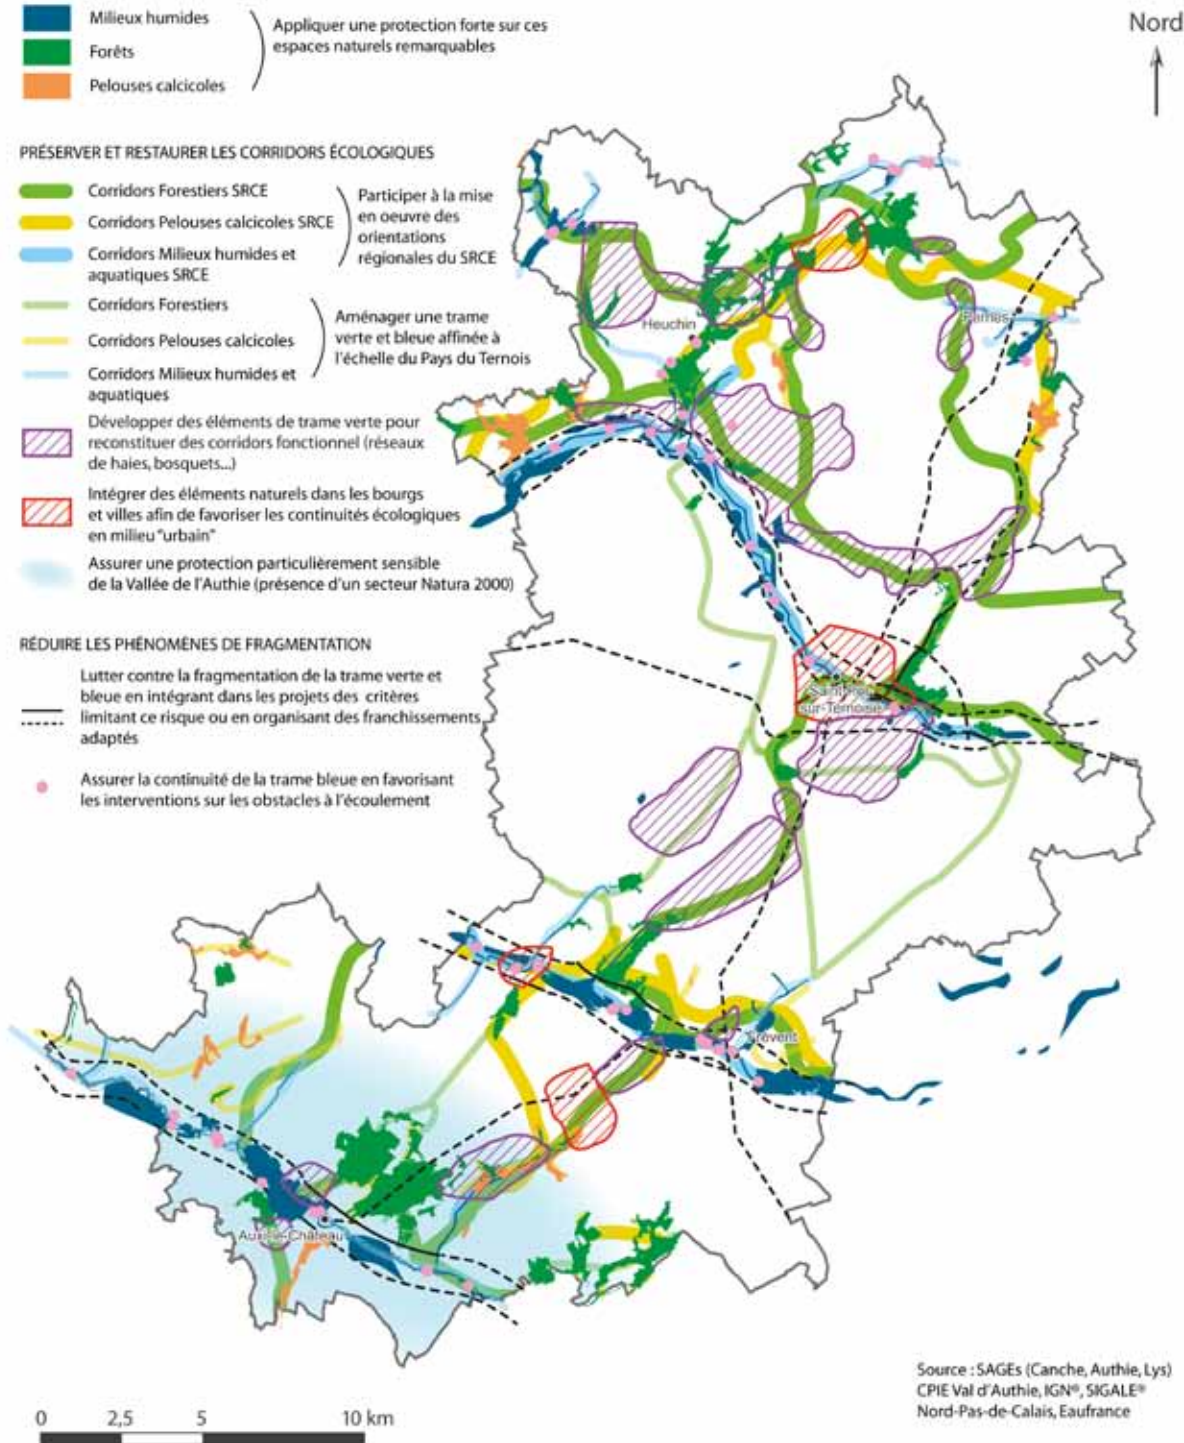 Milieux humides
Forêts
Pelouses calcicoles
Appliquer une protection forte sur ces
espaces naturels remarquables
Nord
PRÉSERVER ET RESTAURER LES CORRIDORS ÉCOLOGIQUES
Corridors Forestiers SRCE
Corridors Pelouses calcicoles SRCE
Corridors Milieux humides et
aquatiques SRCE
Participer à la mise
en oeuvre des
orientations
régionales du SRCE
Corridors Forestiers
Corridors Pelouses calcicoles
Corridors Milieux humides et
aquatiques
Aménager une trame
verte et bleue affinée à
l'échelle du Pays du Ternois
Développer des éléments de trame verte pour
reconstituer des corridors fonctionnel (réseaux
de haies, bosquets...)
Intégrer des éléments naturels dans les bourgs
et villes afin de favoriser les continuités écologiques
en milieu "urbain"
Assurer une protection particulièrement sensible
de la Vallée de l'Authie (présence d'un secteur Natura 2000)
RÉDUIRE LES PHÉNOMÈNES DE FRAGMENTATION
Lutter contre la fragmentation de la trame verte et
bleue en intégrant dans les projets des critères
limitant ce risque ou en organisant des franchissements
adaptés
Assurer la continuité de la trame bleue en favorisant
les interventions sur les obstacles à l'écoulement
Heuchin
Pernes
Saint-Pol-
sur-Ternoise
Frévent
Auxi-le-Château
Source : SAGEs (Canche, Authie, Lys)
CPIE Val d'Authie, IGN®, SIGALE®
Nord-Pas-de-Calais, Eaufrance
0 2,5 5 10 km